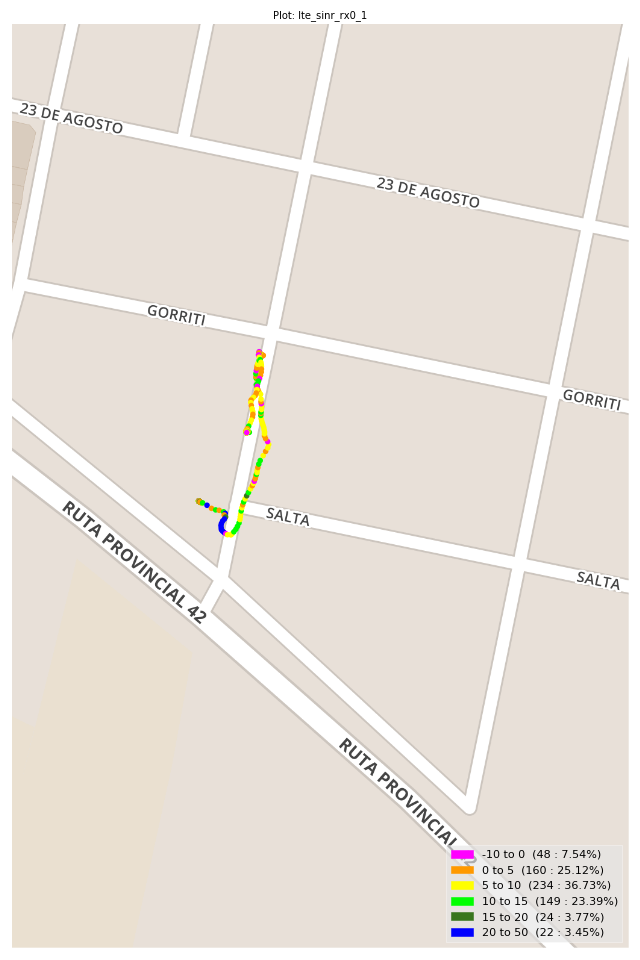 Plot: lte_sinr_rx0_1
23 DE AGOSTO
23 DE AGOSTO
GORRITI
GORRITI
SALTA
SALTA
RUTA PROVINCIAL 42
RUTA PROVINCIAL
-10 to 0 (48 : 7.54%)
0 to 5 (160 : 25.12%)
5 to 10 (234 : 36.73%)
10 to 15 (149 : 23.39%)
15 to 20 (24 : 3.77%)
20 to 50 (22 : 3.45%)